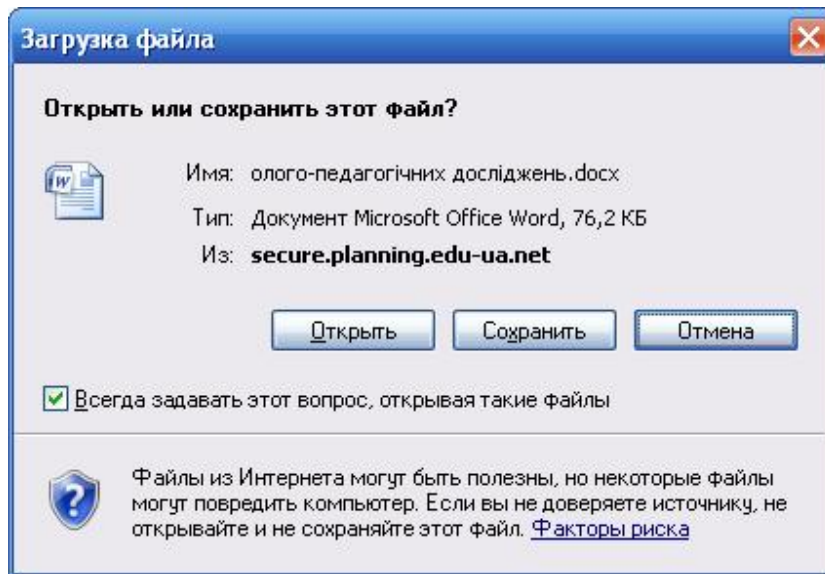 Загрузка файла
Открыть или сохранить этот файл?
Имя: олого-педагогічних досліджень.docx
Тип: Документ Microsoft Office Word, 76,2 КБ
Из: secure.planning.edu-ua.net
Открыть Сохранить Отмена
Всегда задавать этот вопрос, открывая такие файлы
Файлы из Интернета могут быть полезны, но некоторые файлы
могут повредить компьютер. Если вы не доверяете источнику, не
открывайте и не сохраняйте этот файл. Факторы риска